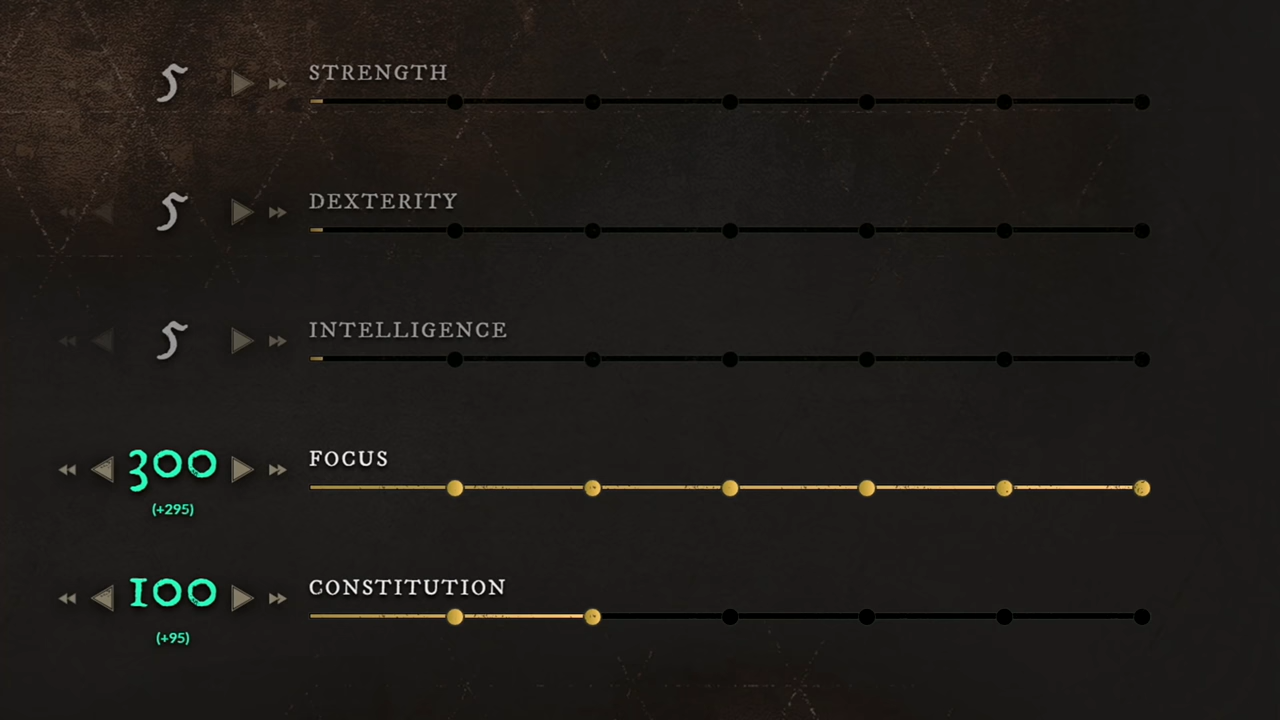 5
STRENGTH
5
DEXTERITY
5
INTELLIGENCE
300
FOCUS
(+295)
100
CONSTITUTION
(+95)